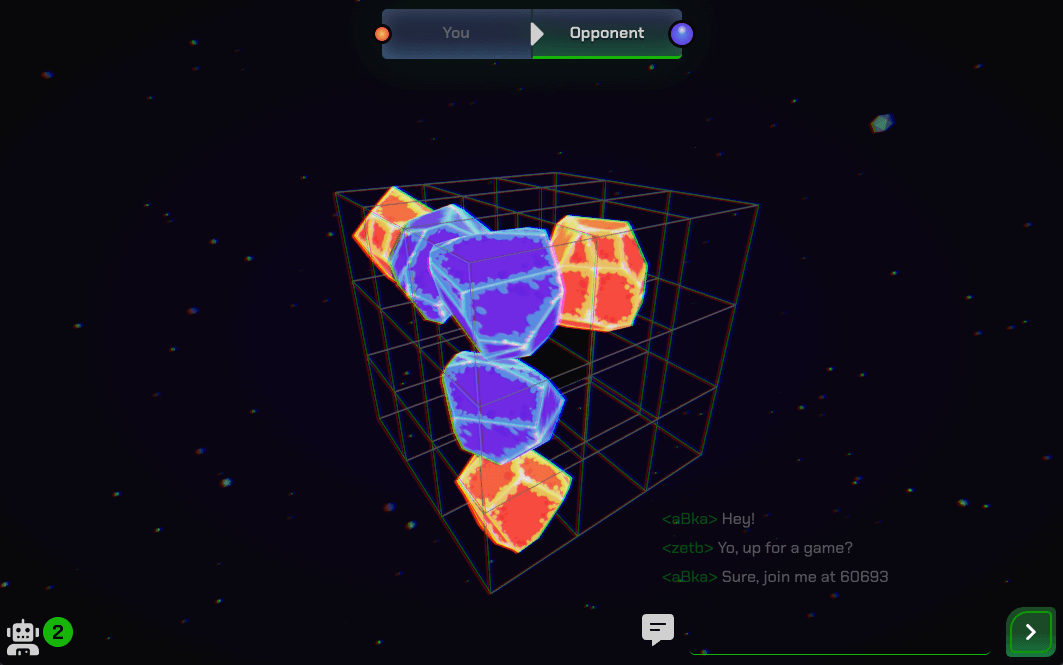 You
Opponent
<aBka> Hey!
<zetb> Yo, up for a game?
<aBka> Sure, join me at 60693
2